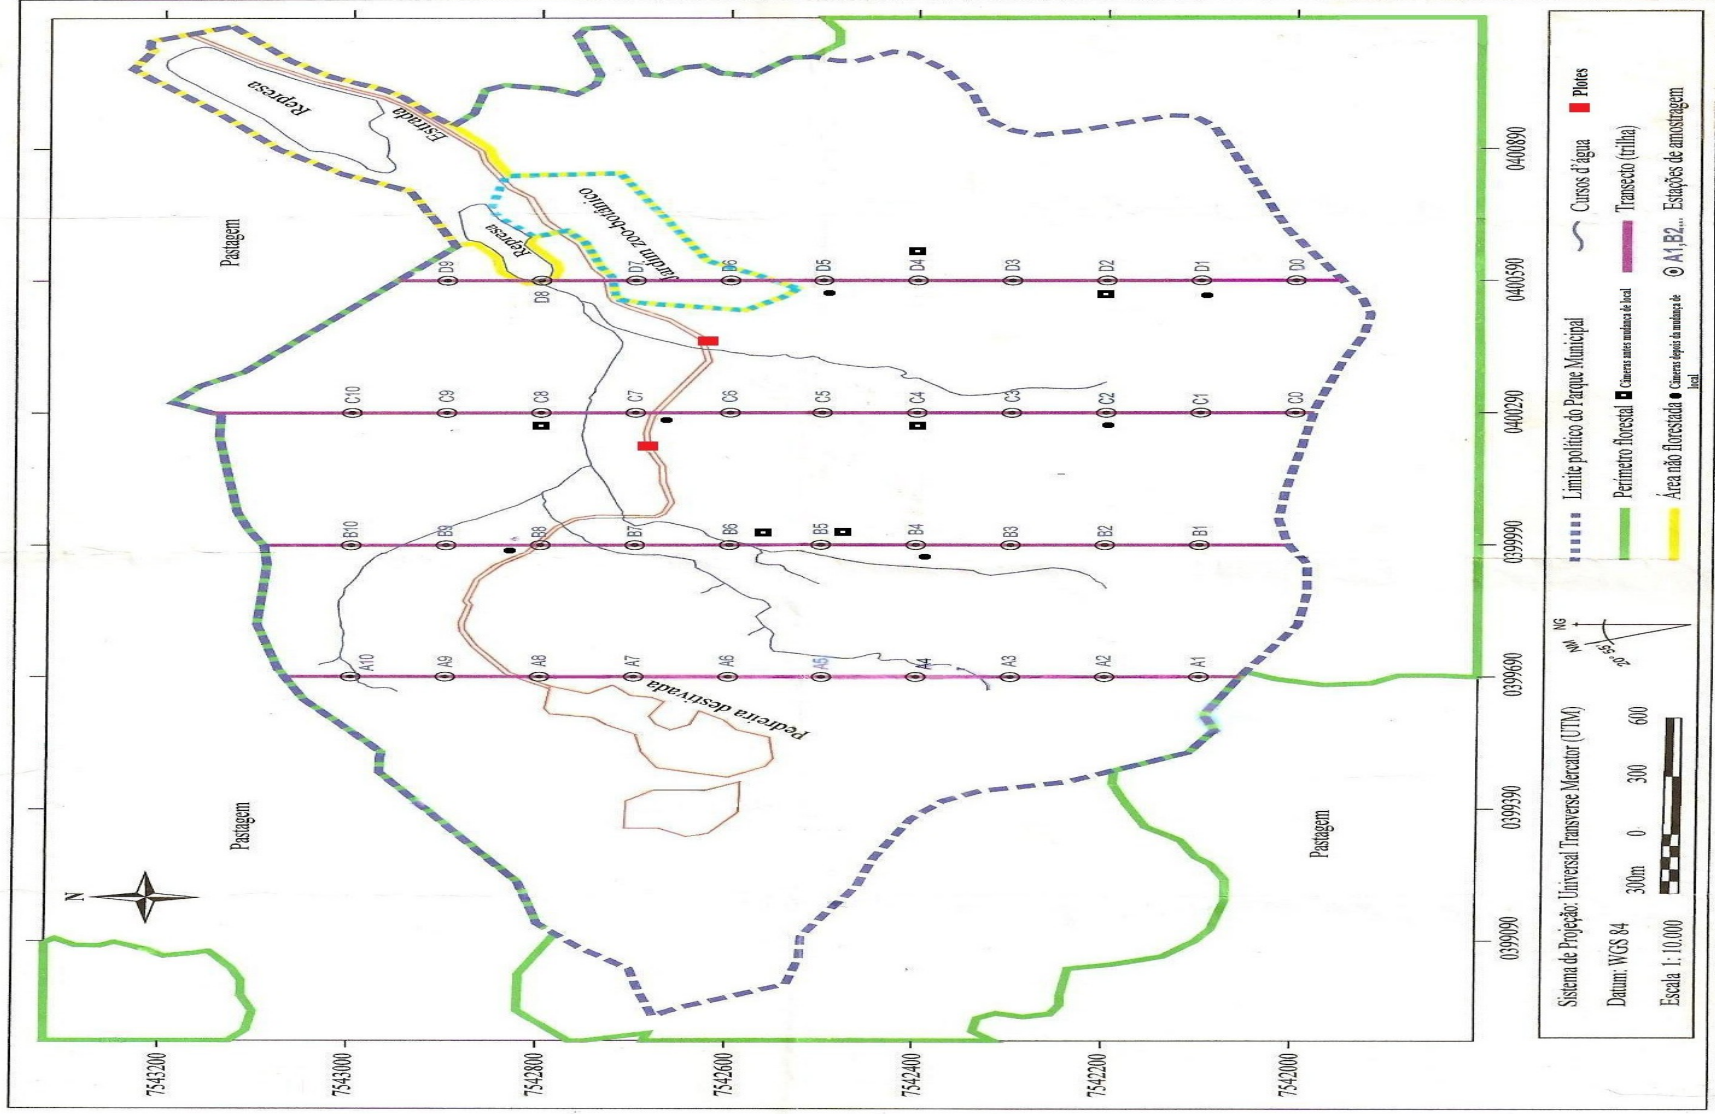 N
Pastagem
Pastagem
Pastagem
Represa
Estrada
Represa
Jardim zoo-botânico
Pedreira destivada
D9
D8
D7
D6
D5
D4
D3
D2
D1
D0
C10
C9
C8
C7
C6
C5
C4
C3
C2
C1
C0
B10
B9
B8
B7
B6
B5
B4
B3
B2
B1
A10
A9
A8
A7
A6
A5
A4
A3
A2
A1
7543200
7543000
7542800
7542600
7542400
7542200
7542000
0399090
0399390
0399690
0399990
0400290
0400590
0400890
Sistema de Projeção: Universal Transverse Mercator (UTM)
Datum: WGS 84
Escala 1: 10.000
300m 0 300 600
NM NG
20° 55'
Limite político do Parque Municipal
Perímetro florestal
Área não florestada
Câmeras antes mudanca de local
Câmeras depois da mudança de local
Cursos d'água
Transecto (trilha)
A1,B2... Estações de amostragem
Plotes